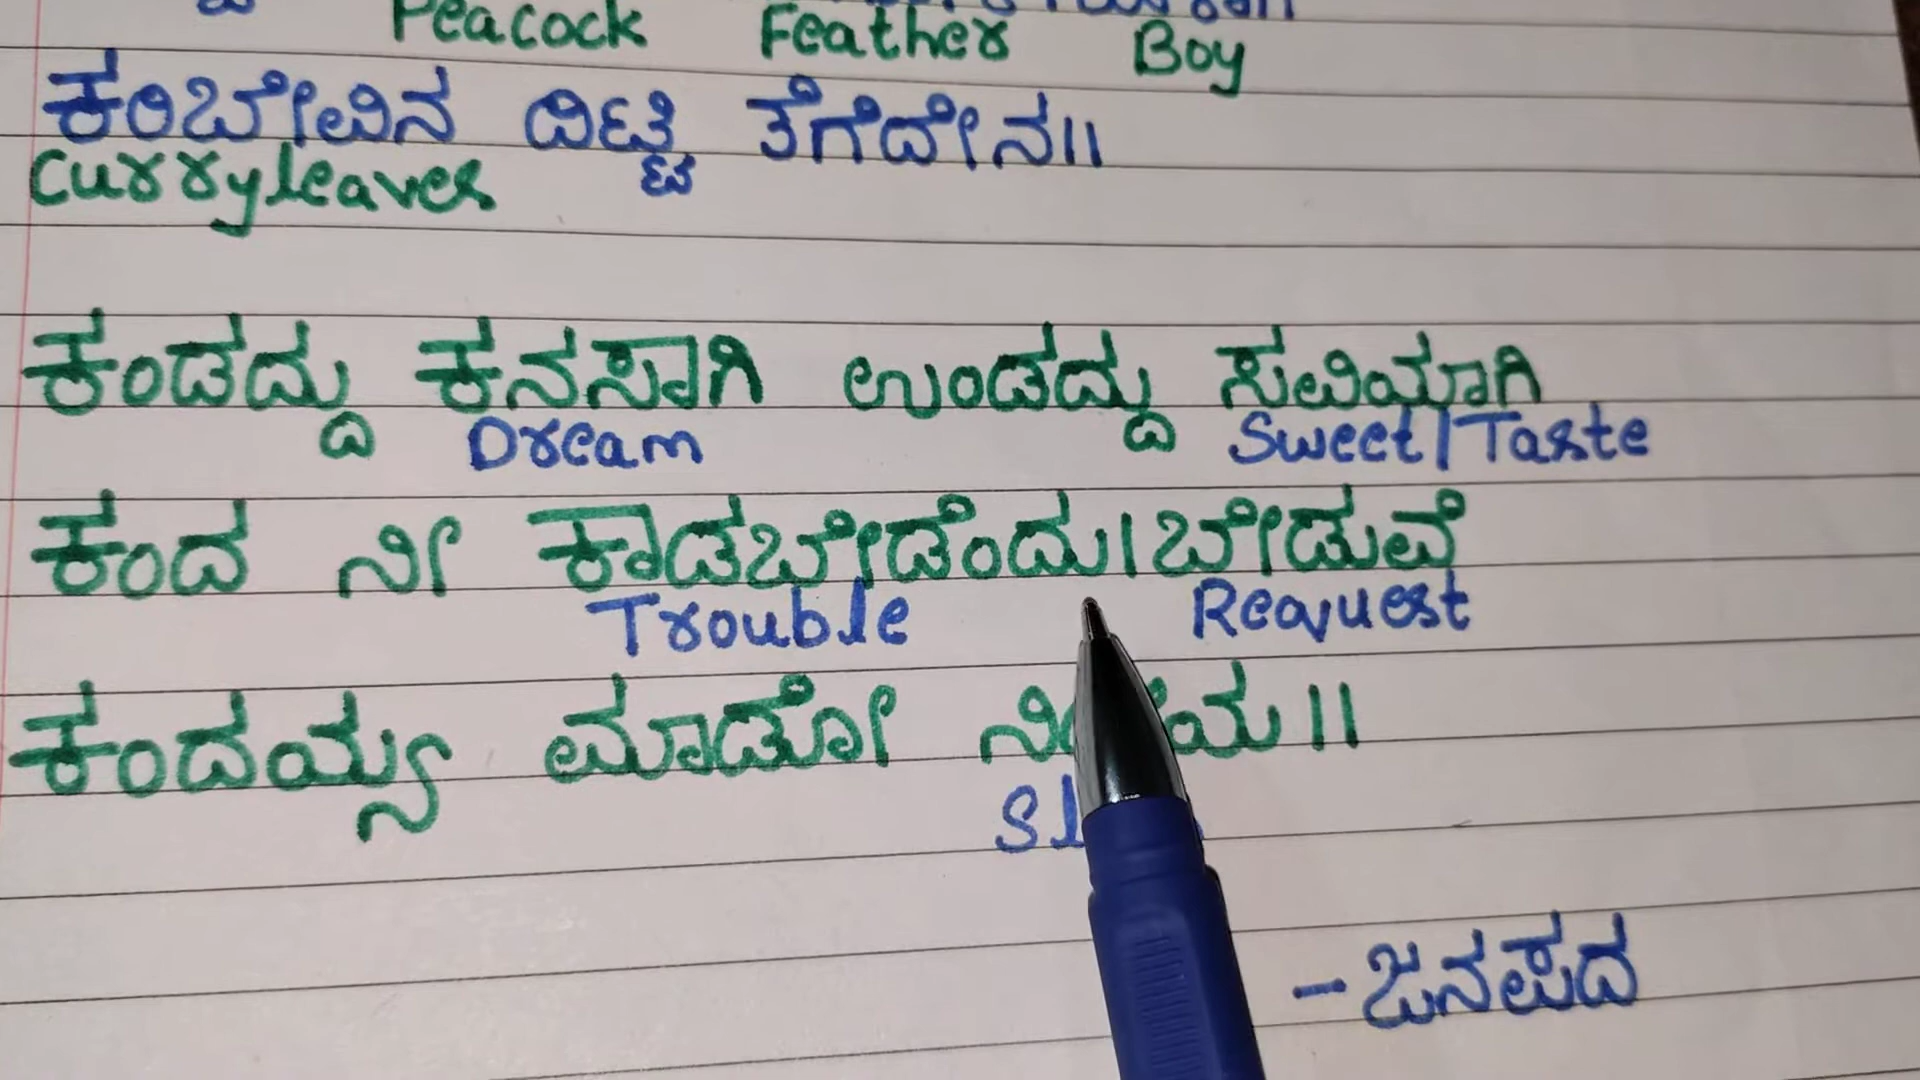 Peacock Feather Boy
ಕರಿಬೇವಿನ ದಿಟ್ಟಿ ತೆಗೆದೇನ॥
Curryleaves
ಕಂಡದ್ದು ಕನಸಾಗಿ ಉಂಡದ್ದು ಸವಿಯಾಗಿ
Dream Sweet/Taste
ಕಂದ ನೀ ಕಾಡಬೇಡೆಂದು।ಬೇಡುವೆ
Trouble Request
ಕಂದಯ್ಯ ಮಾಡೋ
- ಜನಪದ